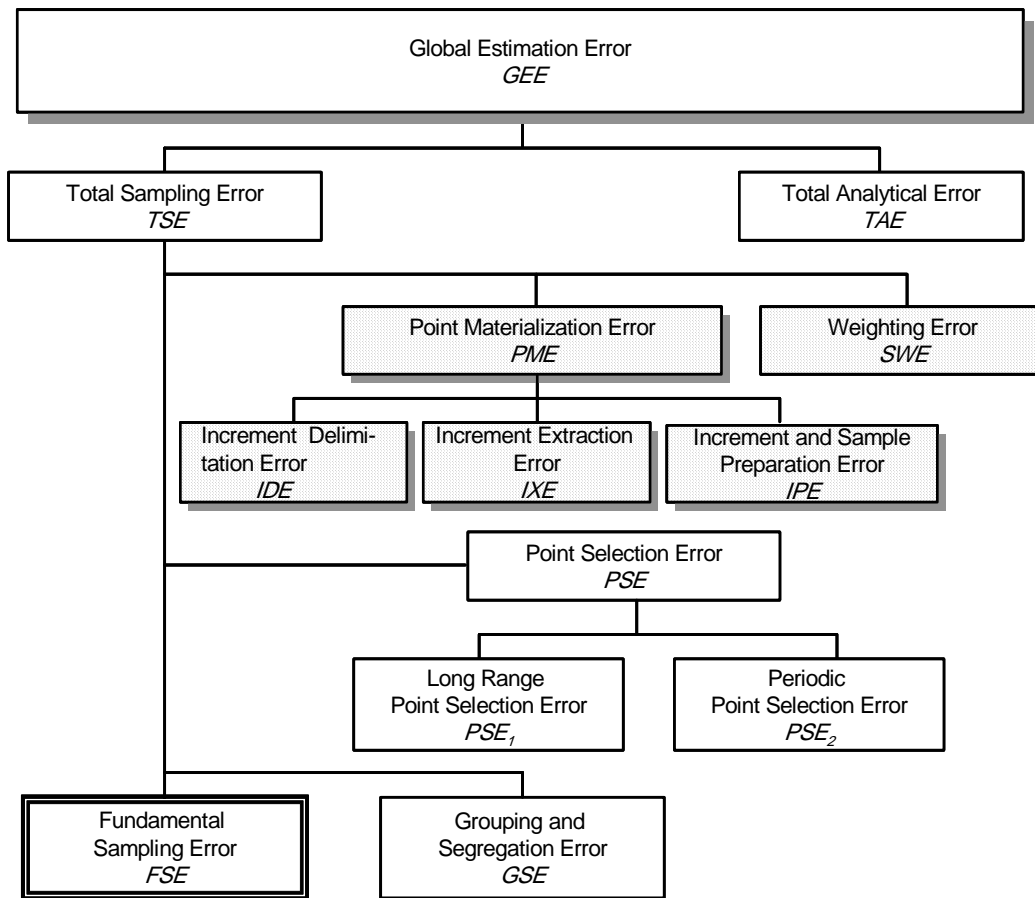 Global Estimation Error
GEE
Total Sampling Error
TSE
Total Analytical Error
TAE
Point Materialization Error
PME
Weighting Error
SWE
Increment Delimi-
tation Error
IDE
Increment Extraction
Error
IXE
Increment and Sample
Preparation Error
IPE
Point Selection Error
PSE
Long Range
Point Selection Error
PSE1
Periodic
Point Selection Error
PSE2
Fundamental
Sampling Error
FSE
Grouping and
Segregation Error
GSE